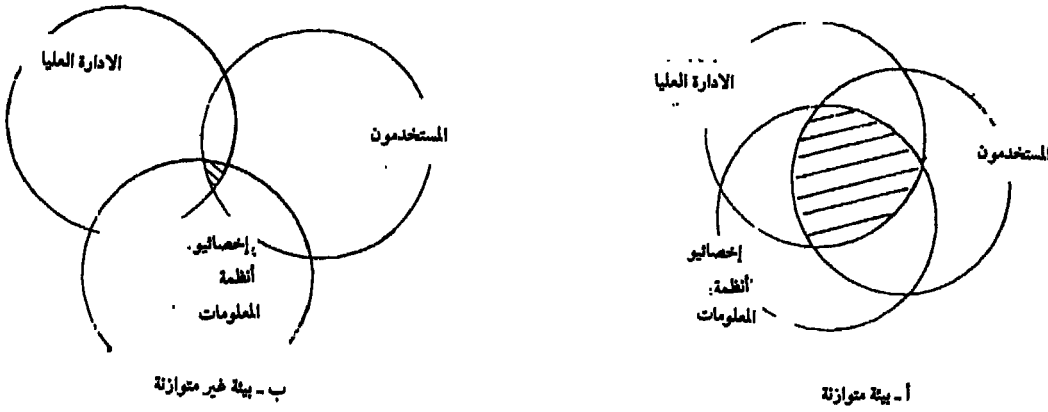 الادارة العليا
المستخدمون
إخصائيو
أنظمة
المعلومات
أ ـ بيئة متوازنة
الادارة العليا
المستخدمون
إخصائيو
أنظمة
المعلومات
ب ـ بيئة غير متوازنة